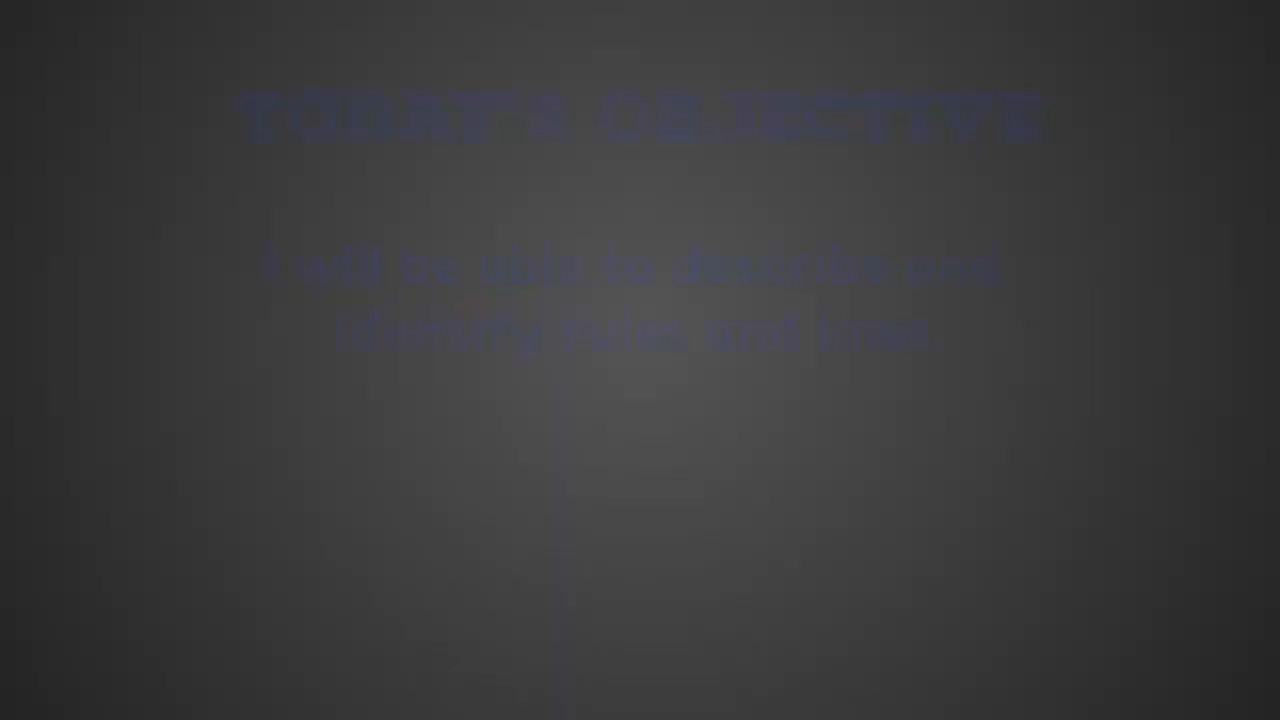 TODAY'S OBJECTIVE
I will be able to describe and
identify rules and laws.